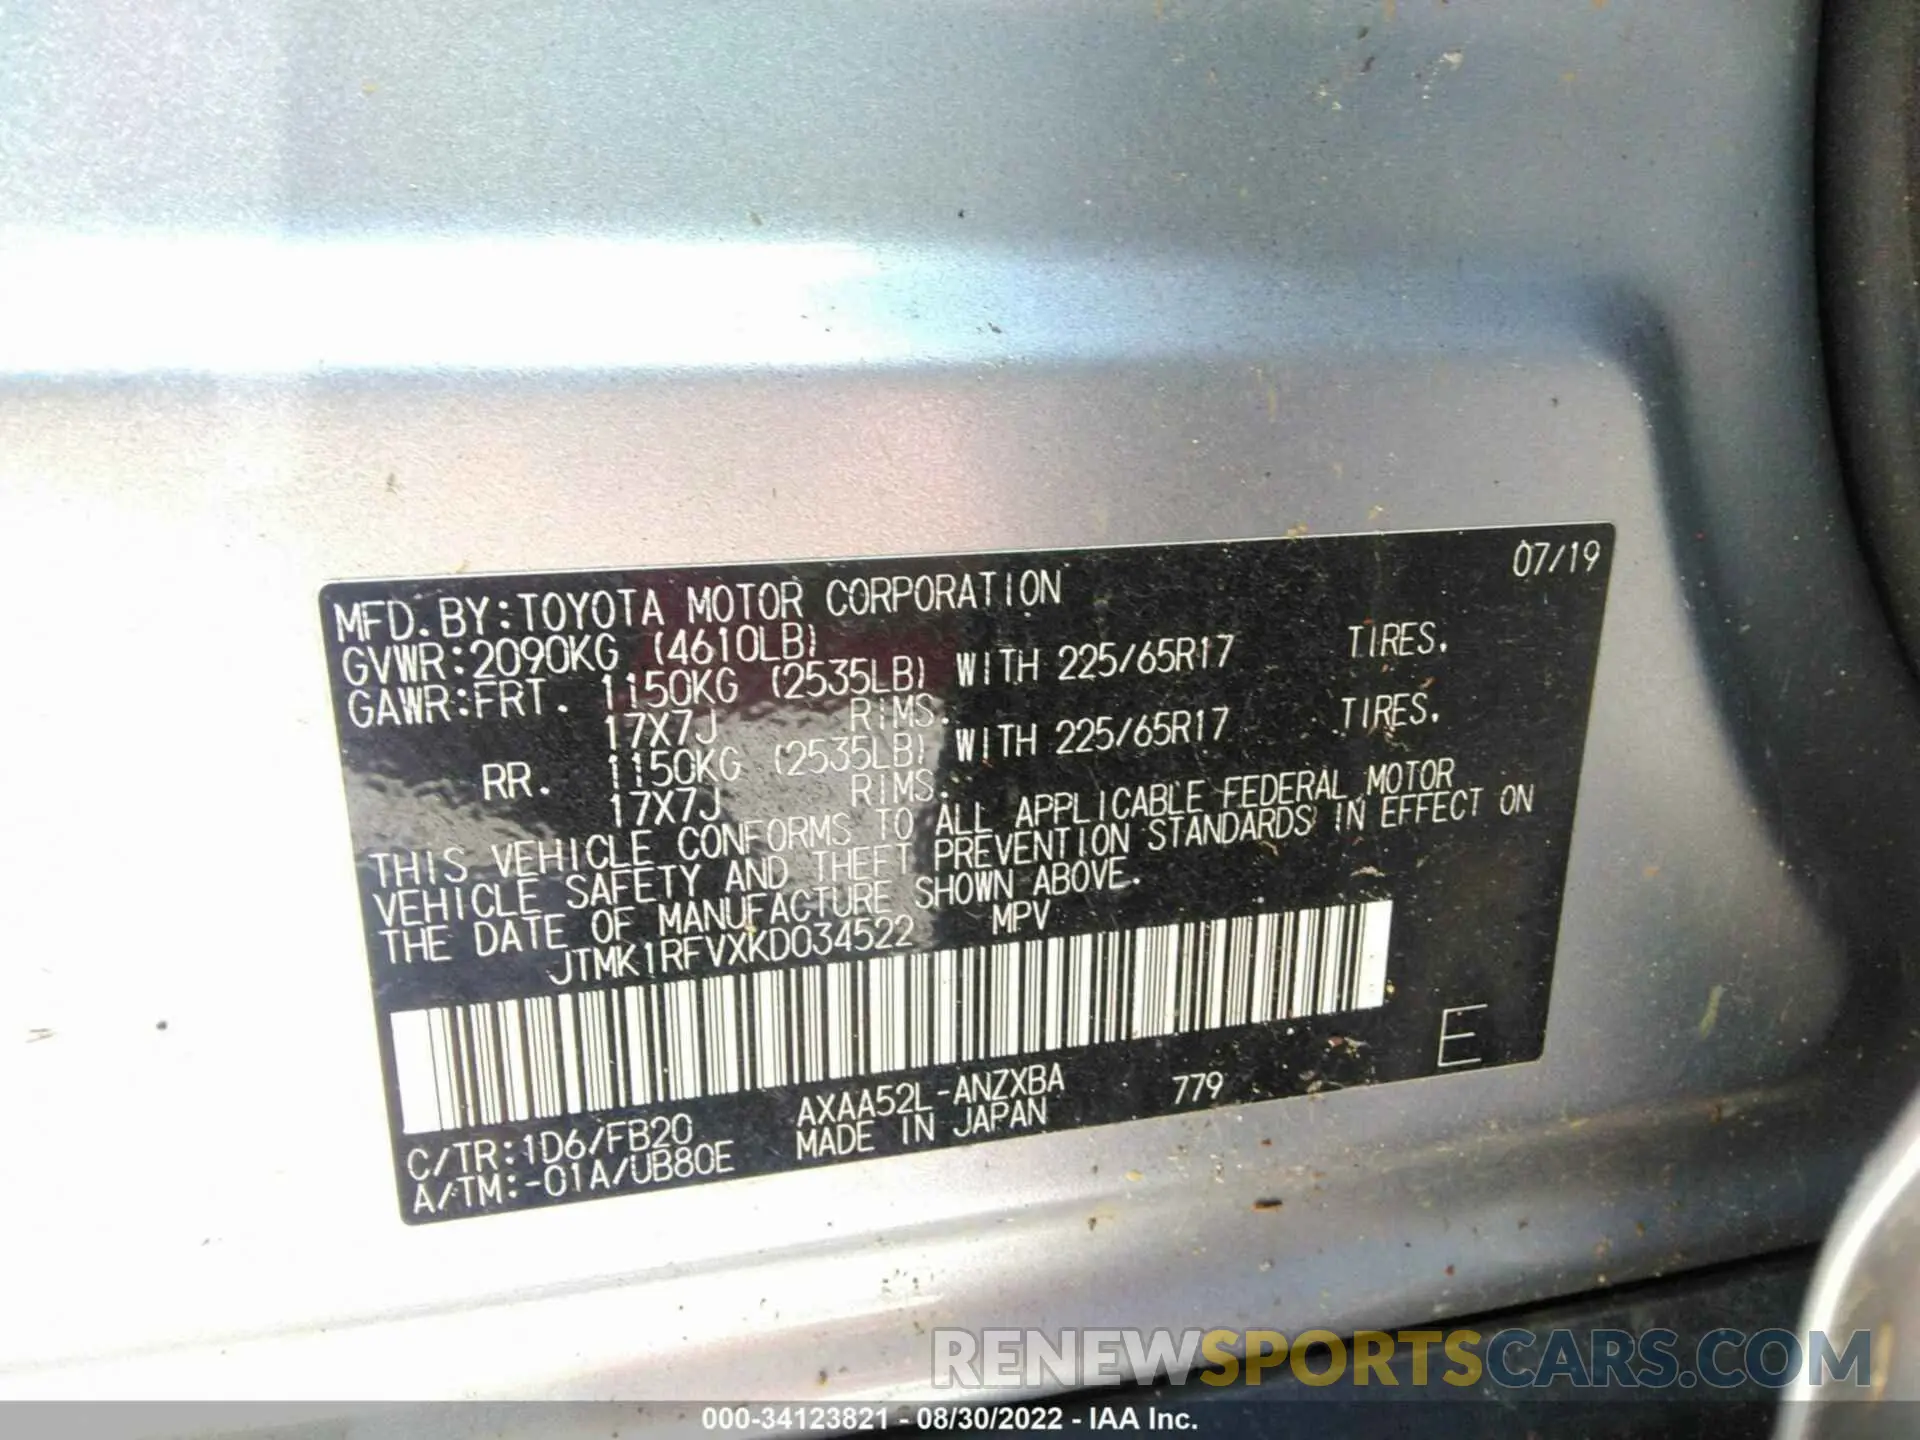 07/19
MFD. BY:TOYOTA MOTOR CORPORATION
GVWR:2090KG (4610LB)
GAWR:FRT. 1150KG (2535LB) WITH 225/65R17 TIRES.
17X7J RIMS.
RR. 1150KG (2535LB) WITH 225/65R17 TIRES.
17X7J RIMS.
THIS VEHICLE CONFORMS TO ALL APPLICABLE FEDERAL MOTOR
VEHICLE SAFETY AND THEFT PREVENTION STANDARDS IN EFFECT ON
THE DATE OF MANUFACTURE SHOWN ABOVE.
JTMK1RFVXKD034522 MPV
E
AXAA52L-ANZXBA 779
C/TR:1D6/FB20 MADE IN JAPAN
A/TM:-01A/UB80E
RENEWSPORTSCARS.COM
000-34123821 - 08/30/2022 - IAA Inc.